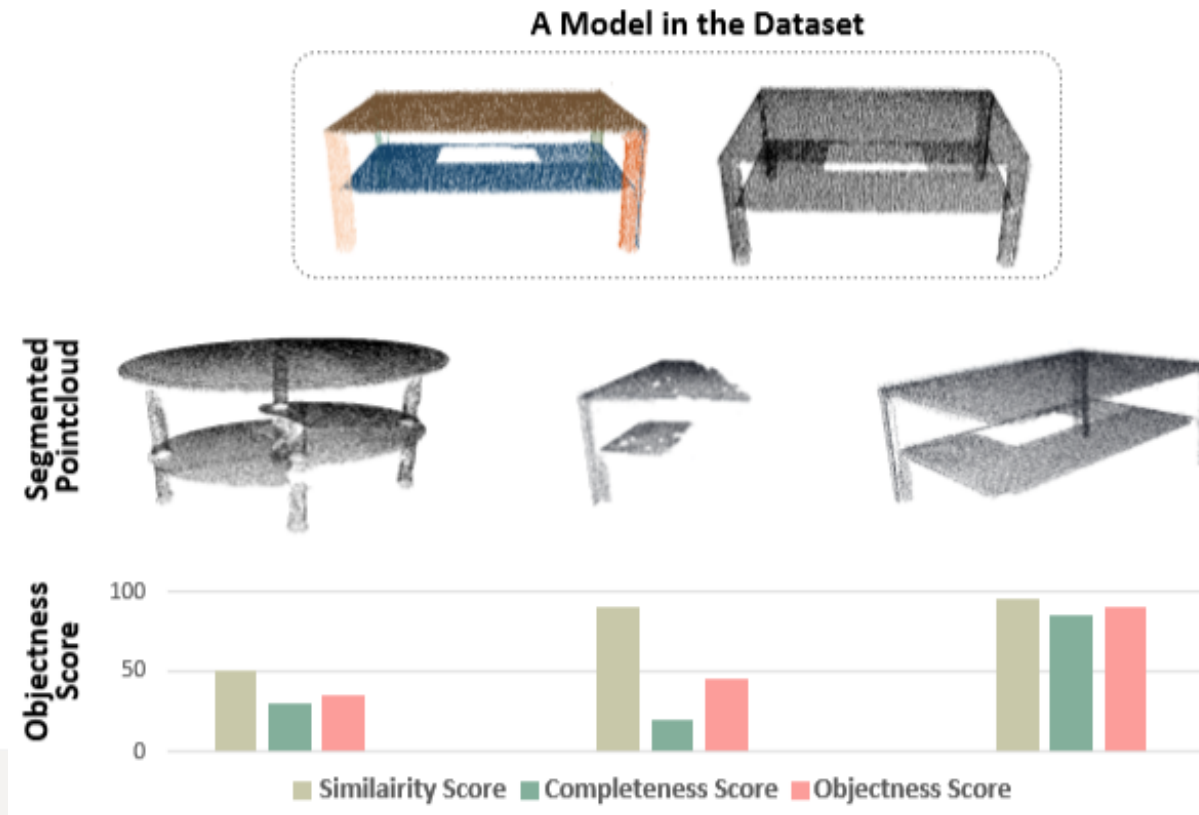 A Model in the Dataset
Segmented
Pointcloud
Objectness
Score
100
50
0
Similairity Score Completeness Score Objectness Score